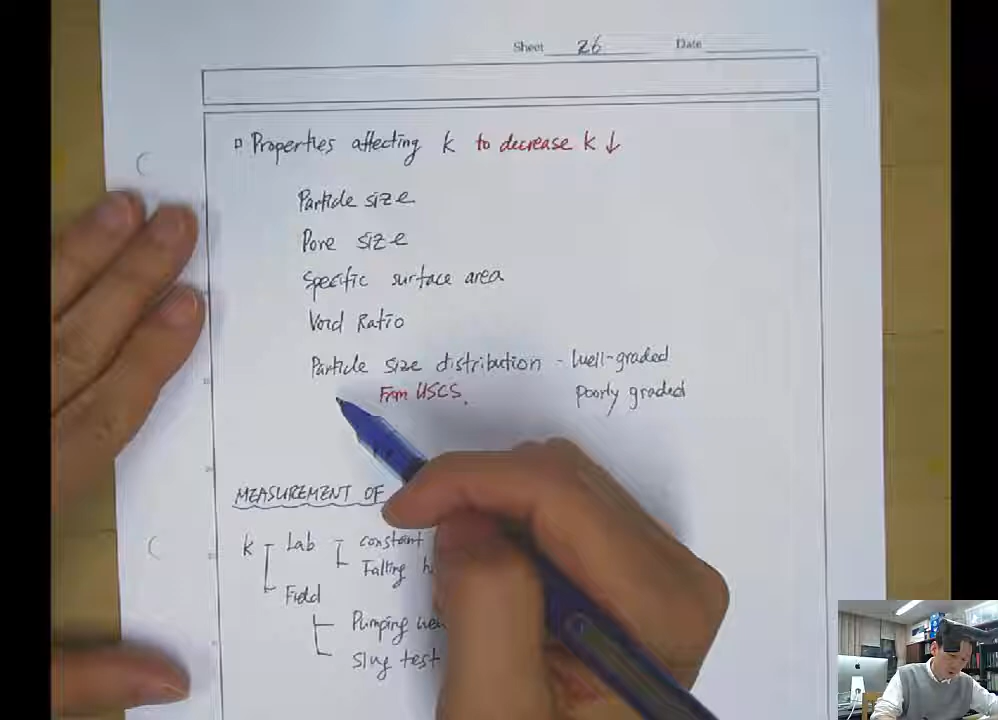 Sheet 26 Date
Properties affecting k to decrease k ↓
Particle size
Pore size
Specific surface area
Void Ratio
Particle size distribution - Well-graded
From USCS. Poorly graded
MEASUREMENT OF
k Lab constant
Falling h
Field
Pumping
Slug test